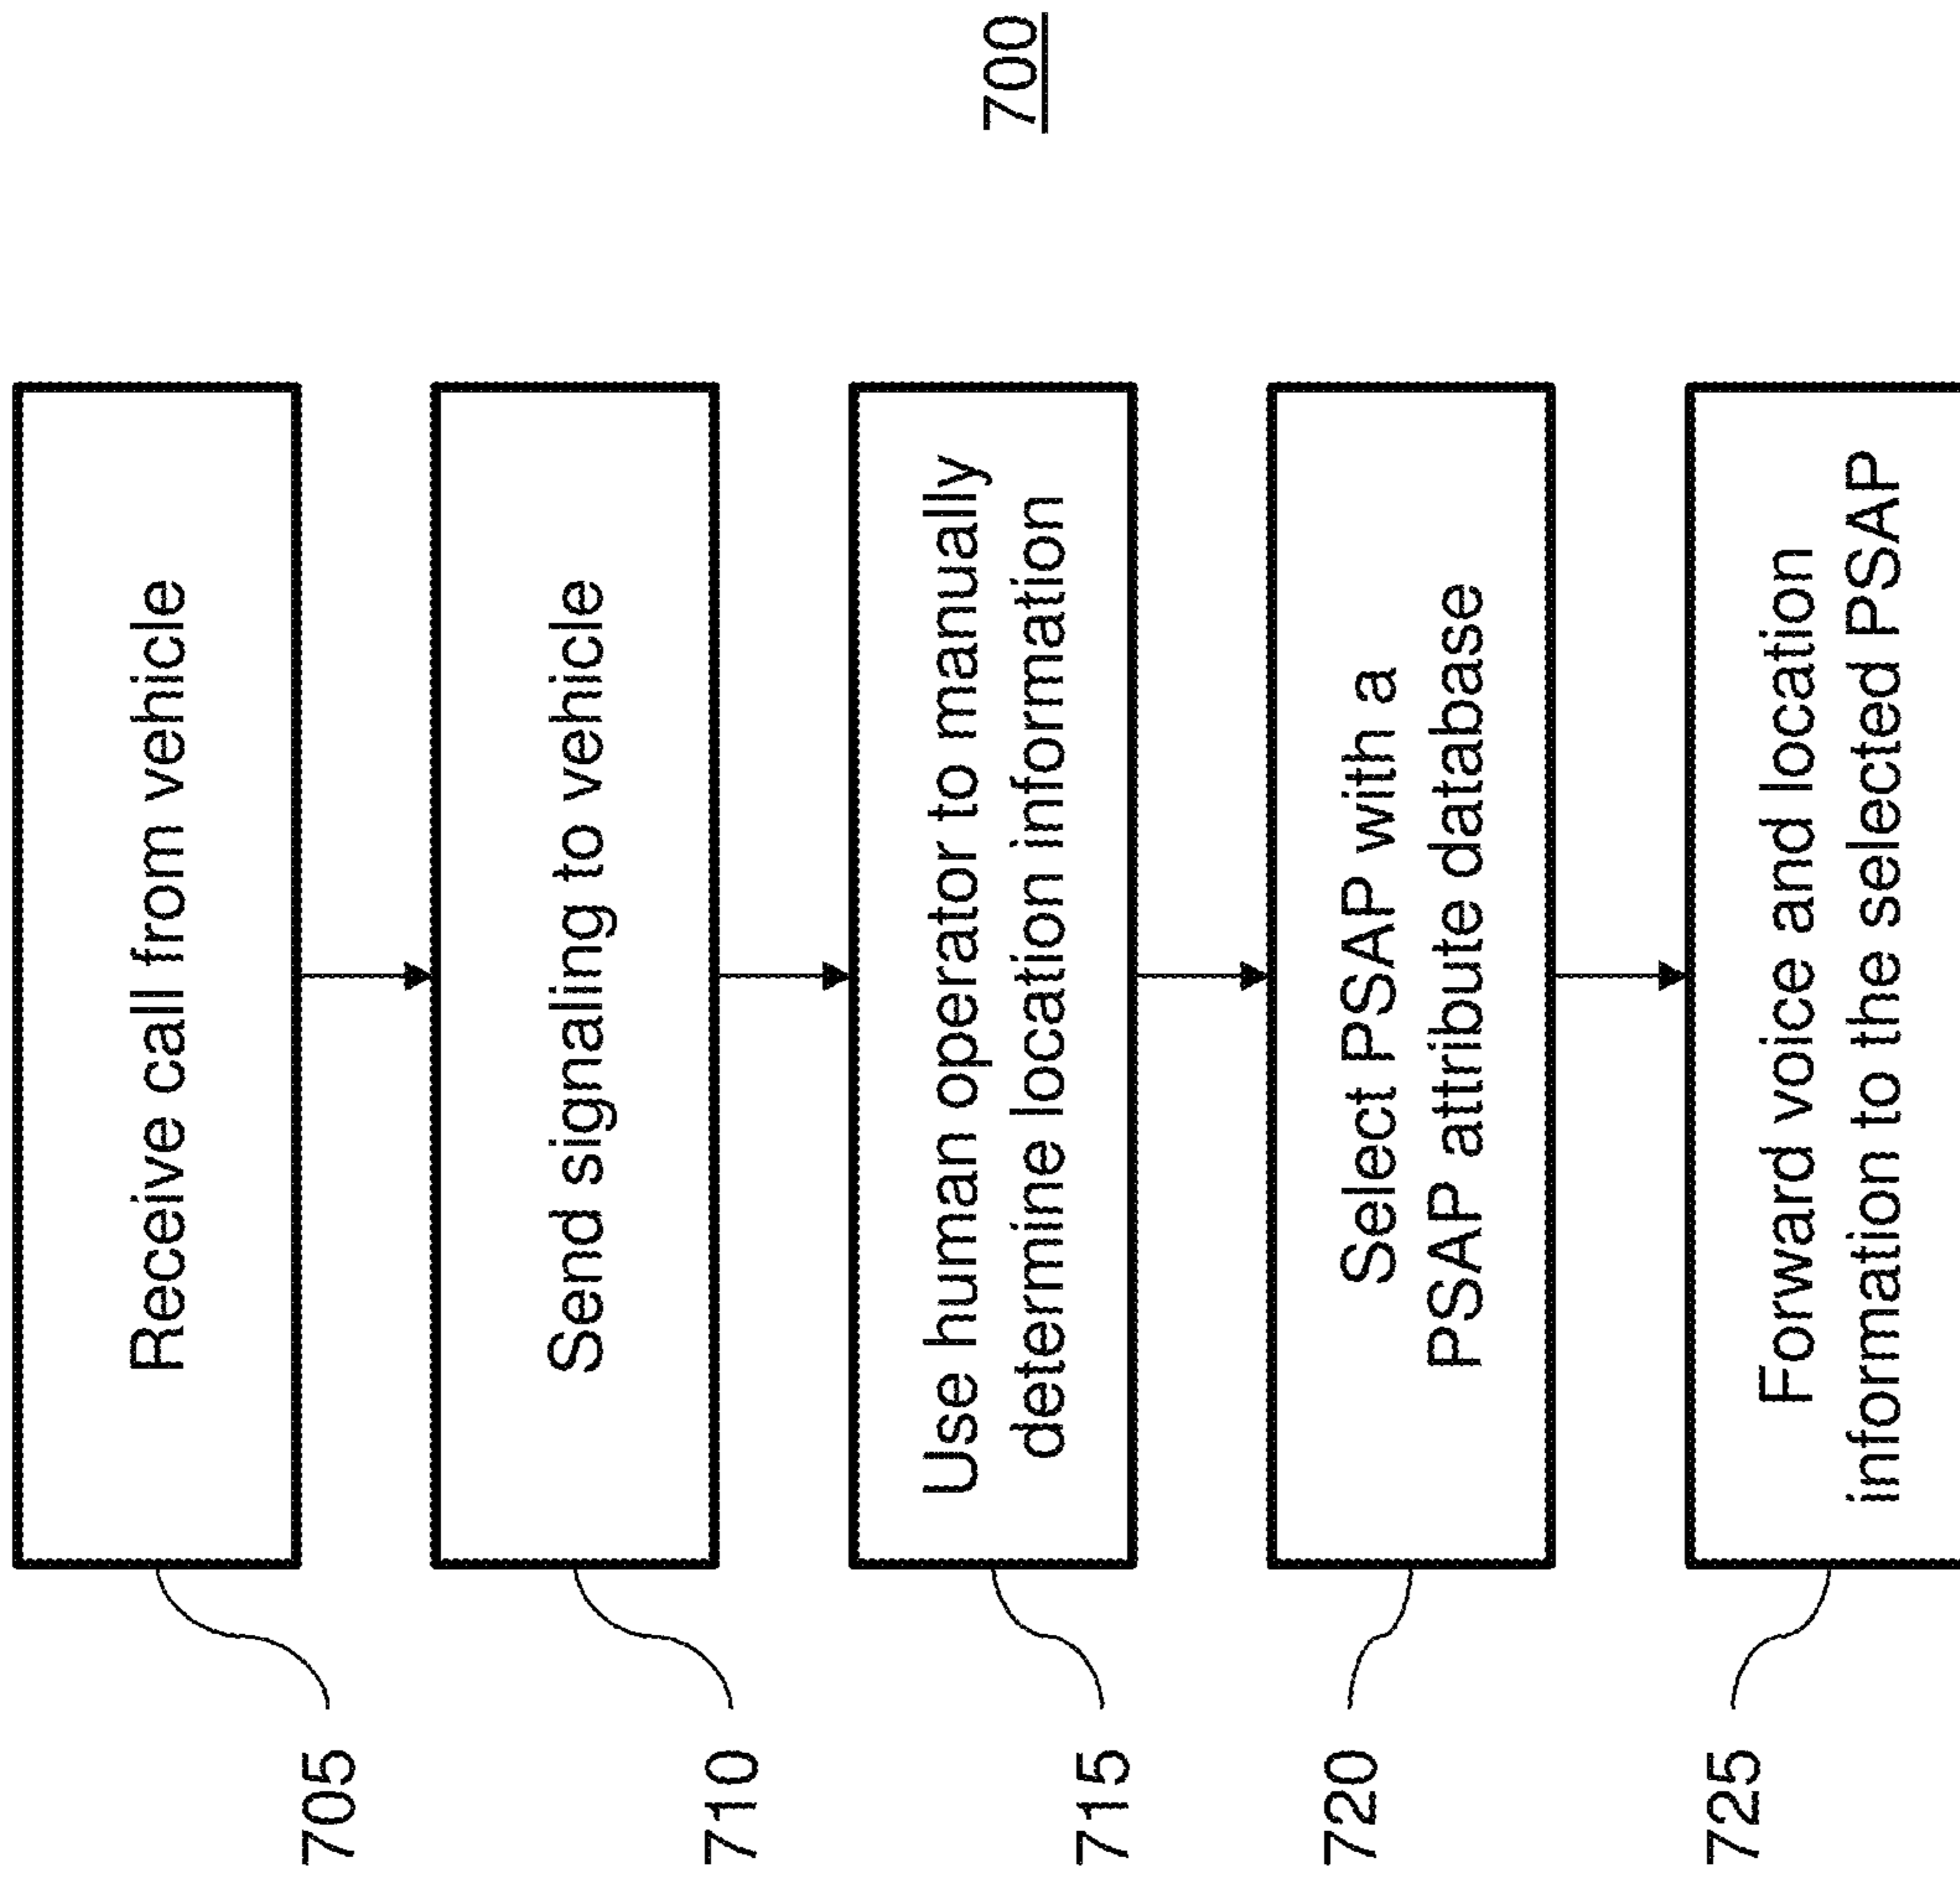 700
705
Receive call from vehicle
710
Send signaling to vehicle
715
Use human operator to manually
determine location information
720
Select PSAP with a
PSAP attribute database
725
Forward voice and location
information to the selected PSAP